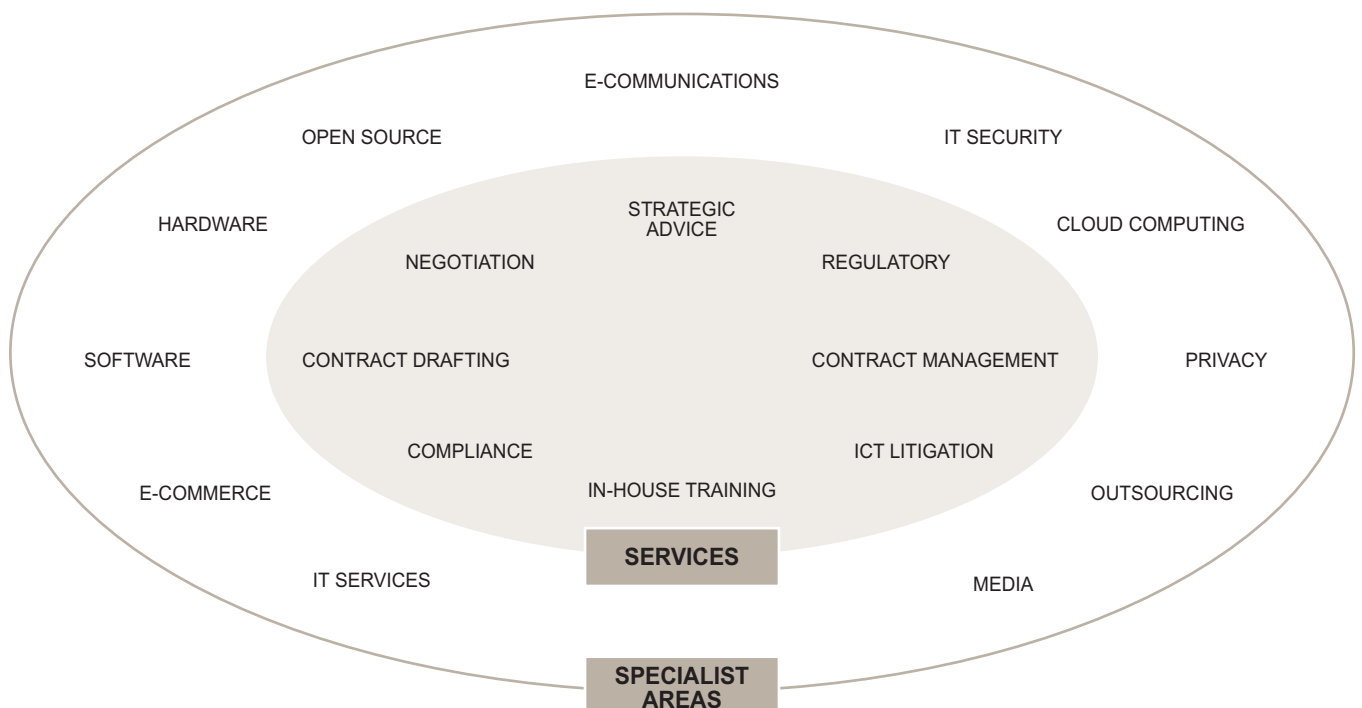 E-COMMUNICATIONS
OPEN SOURCE
IT SECURITY
HARDWARE
STRATEGIC
ADVICE
CLOUD COMPUTING
NEGOTIATION
REGULATORY
SOFTWARE
CONTRACT DRAFTING
CONTRACT MANAGEMENT
PRIVACY
COMPLIANCE
ICT LITIGATION
E-COMMERCE
IN-HOUSE TRAINING
OUTSOURCING
SERVICES
IT SERVICES
MEDIA
SPECIALIST
AREAS